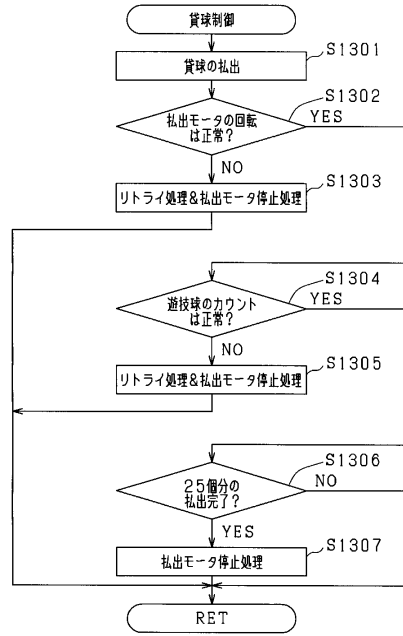 貸球制御
S1301
貸球の払出
S1302
払出モータの回転
は正常?
YES
NO
S1303
リトライ処理&払出モータ停止処理
S1304
遊技球のカウント
は正常?
YES
NO
S1305
リトライ処理&払出モータ停止処理
S1306
25個分の
払出完了?
NO
YES
S1307
払出モータ停止処理
RET